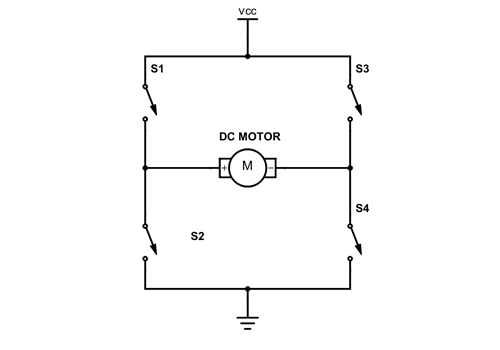 VCC
S1
S3
DC MOTOR
+ M −
S4
S2